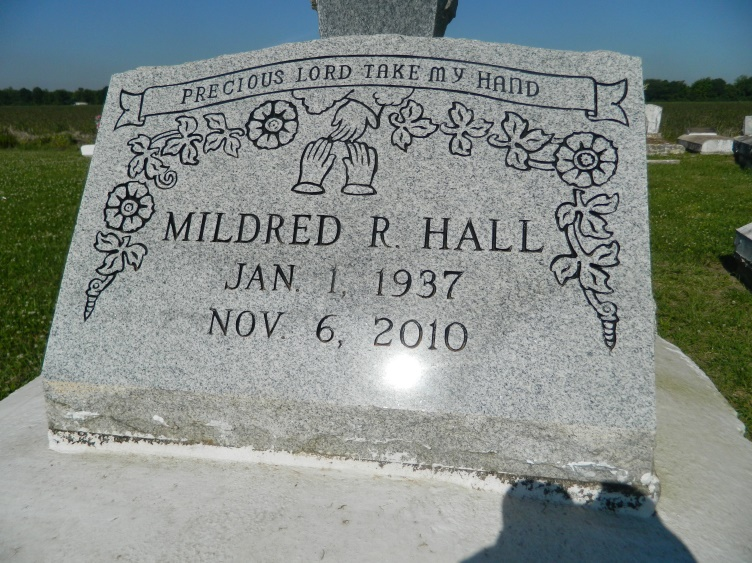 PRECIOUS LORD TAKE MY HAND
MILDRED R. HALL
JAN. 1, 1937
NOV. 6, 2010